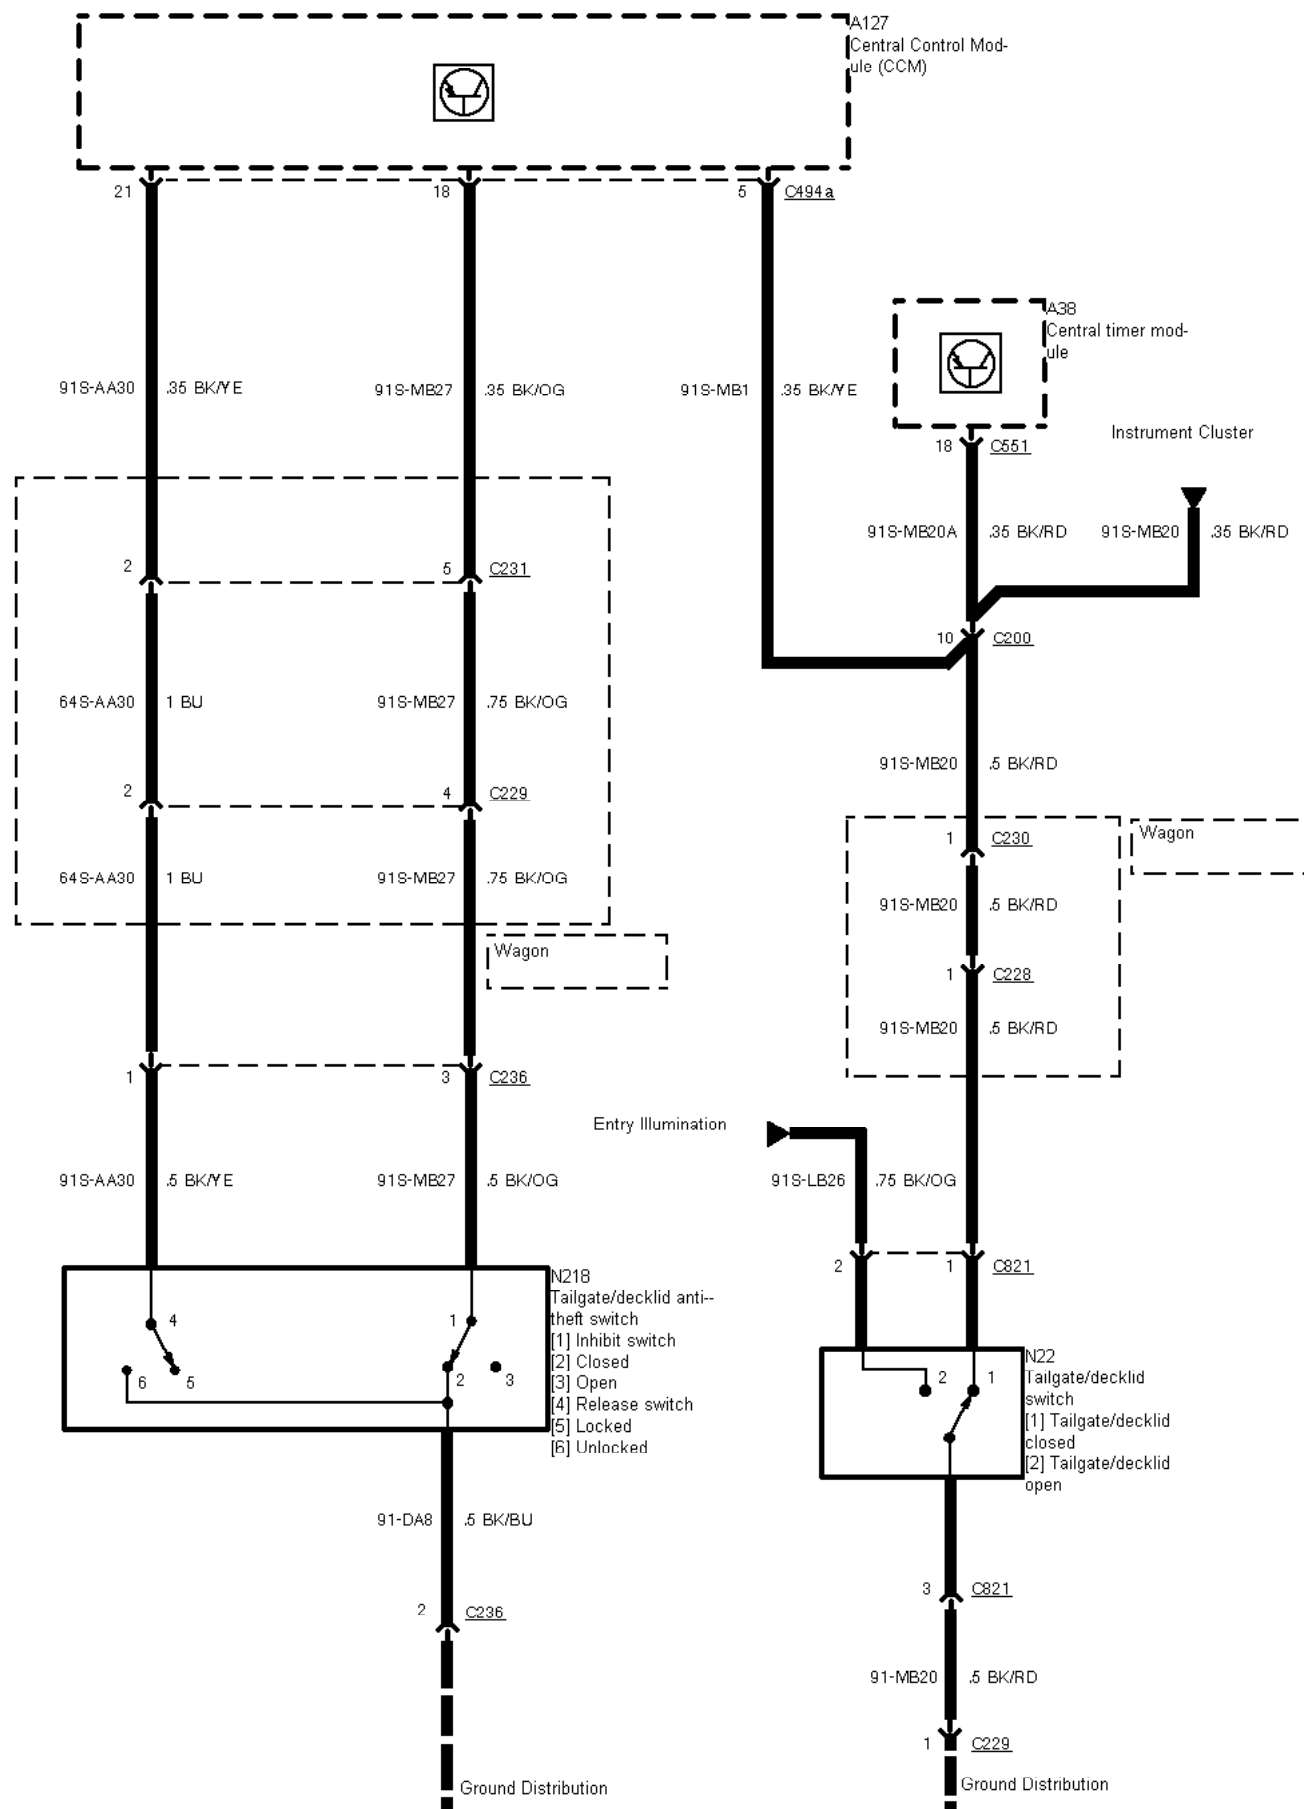 A127
Central Control Mod-
ule (CCM)
21
18
5
C494a
A38
Central timer mod-
ule
91S-AA30
.35 BK/YE
91S-MB27
.35 BK/OG
91S-MB1
.35 BK/YE
18
C551
Instrument Cluster
91S-MB20A
.35 BK/RD
91S-MB20
.35 BK/RD
2
5
C231
10
C200
64S-AA30
1 BU
91S-MB27
.75 BK/OG
91S-MB20
.5 BK/RD
2
4
C229
1
C230
Wagon
64S-AA30
1 BU
91S-MB27
.75 BK/OG
91S-MB20
.5 BK/RD
Wagon
1
C228
91S-MB20
.5 BK/RD
1
3
C236
Entry Illumination
91S-AA30
.5 BK/YE
91S-MB27
.5 BK/OG
91S-LB26
.75 BK/OG
2
1
C821
4
1
6
5
2
3
N218
Tailgate/decklid anti--
theft switch
[1] Inhibit switch
[2] Closed
[3] Open
[4] Release switch
[5] Locked
[6] Unlocked
2
1
N22
Tailgate/decklid
switch
[1] Tailgate/decklid
closed
[2] Tailgate/decklid
open
91-DA8
.5 BK/BU
2
C236
3
C821
91-MB20
.5 BK/RD
1
C229
Ground Distribution
Ground Distribution